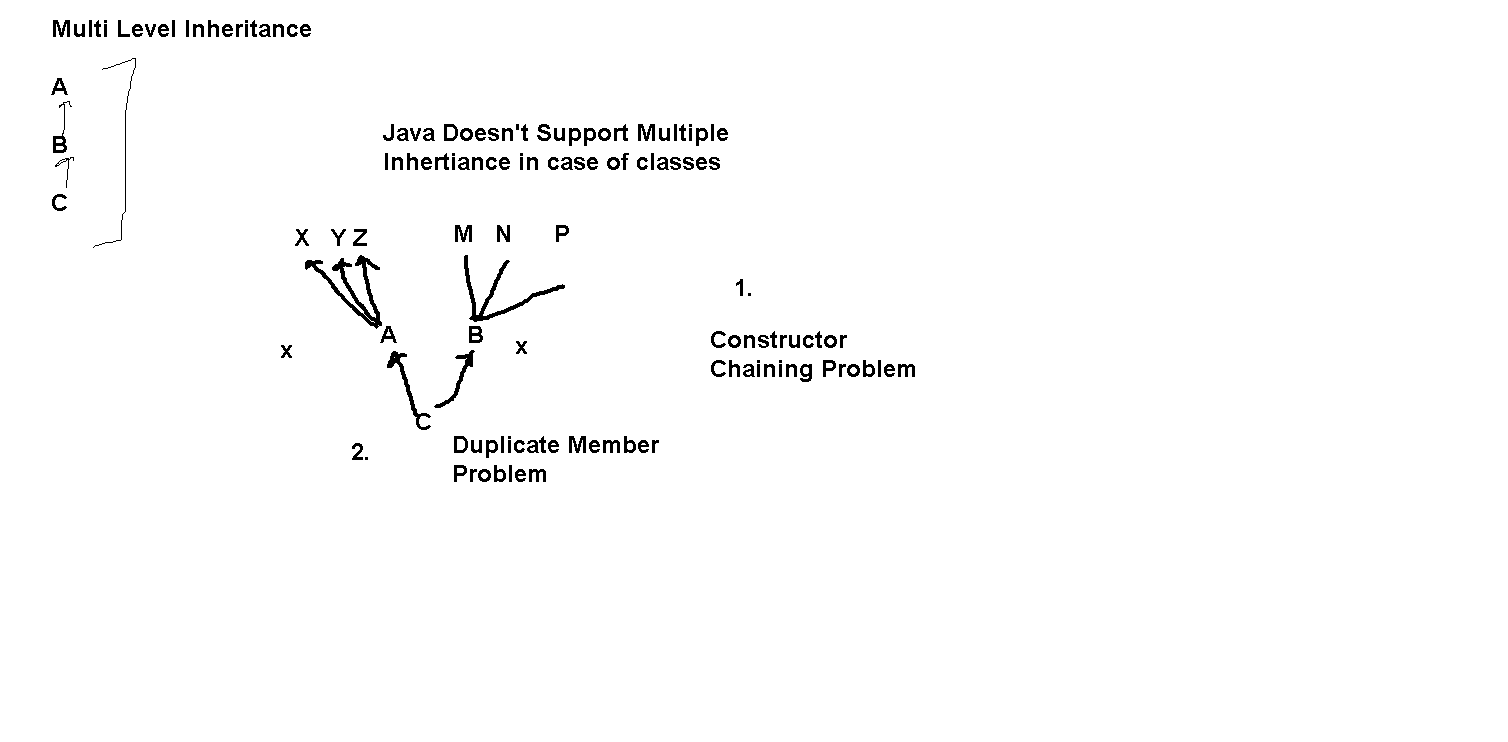 Multi Level Inheritance
A
B
C
Java Doesn't Support Multiple
Inhertiance in case of classes
X Y Z
M N P
A
B
x
x
C
1.
Constructor
Chaining Problem
2.
Duplicate Member
Problem